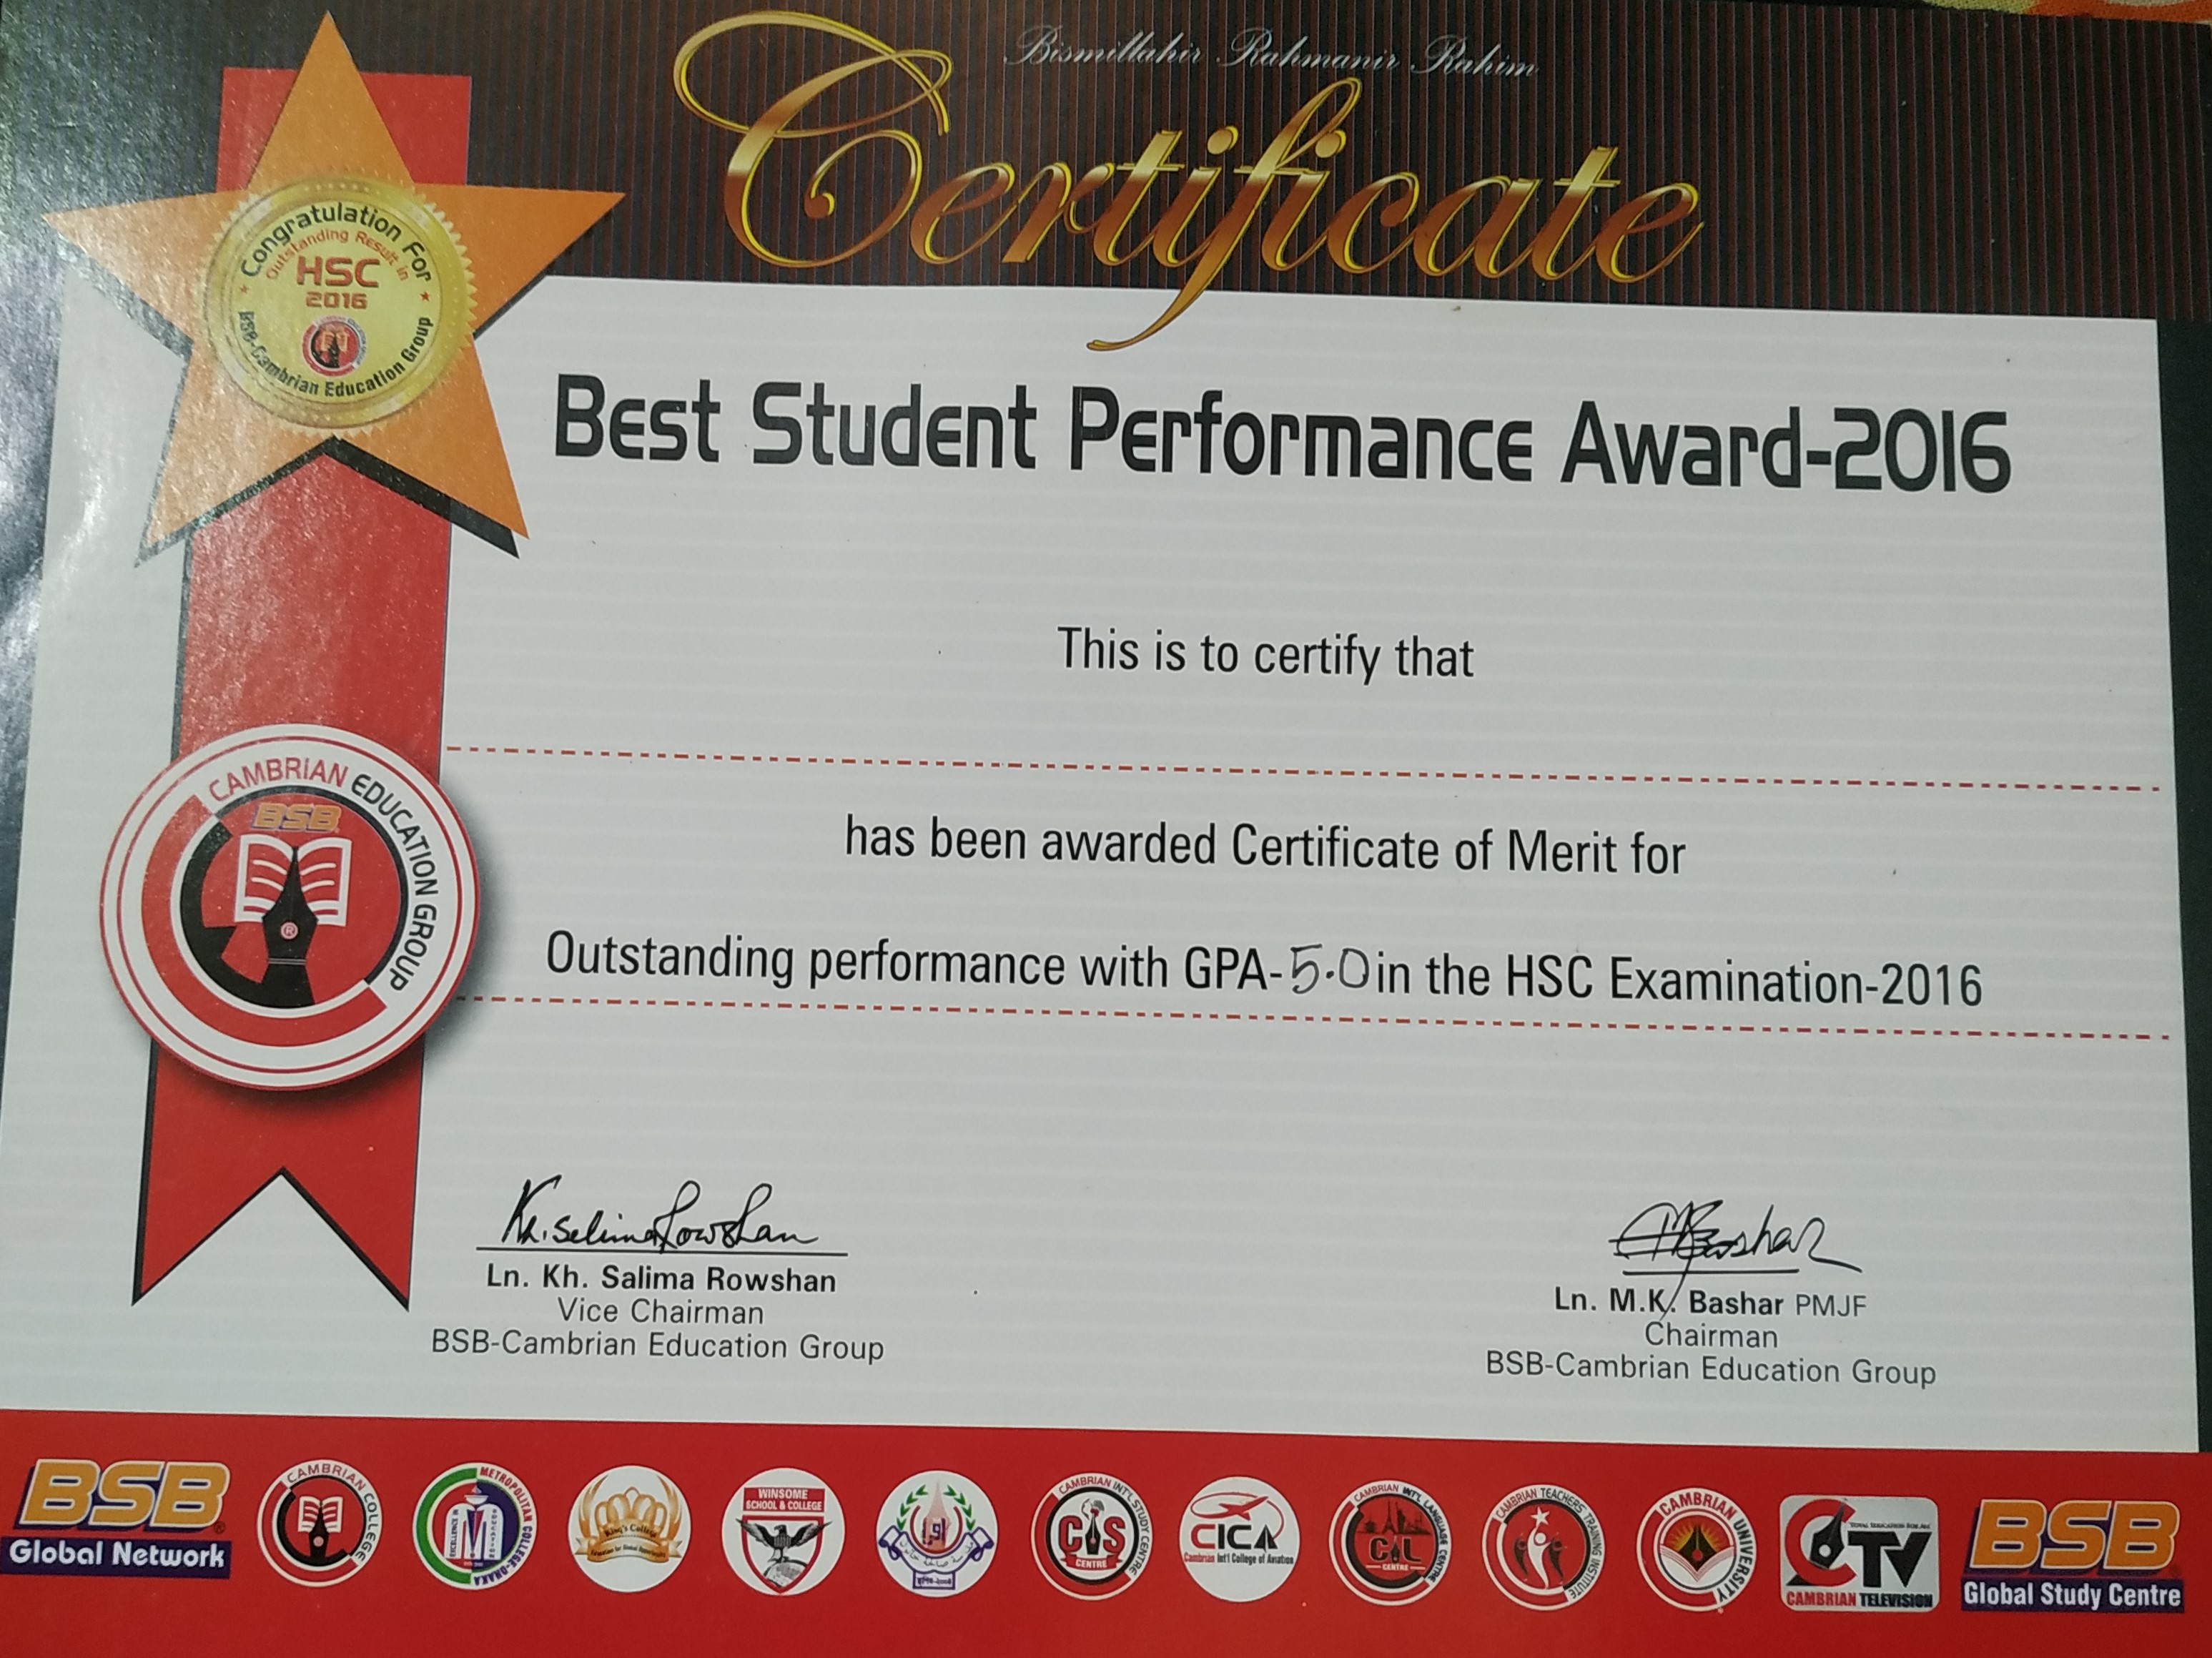 Bismillahir Rahmanir Rahim
Certificate
Congratulation For
Outstanding Result in
HSC
2016
BSB-Cambrian Education Group
Best Student Performance Award-2016
This is to certify that
has been awarded Certificate of Merit for
Outstanding performance with GPA-5.0 in the HSC Examination-2016
CAMBRIAN EDUCATION GROUP
BSB
®
Kh. Selima Rowshan
Ln. Kh. Salima Rowshan
Vice Chairman
BSB-Cambrian Education Group
MKBashar
Ln. M.K. Bashar PMJF
Chairman
BSB-Cambrian Education Group
BSB®
Global Network
CAMBRIAN COLLEGE
METROPOLITAN COLLEGE-DHAKA
King's College
WINSOME
SCHOOL & COLLEGE
CAMBRIAN INT'L STUDY CENTRE
CIS
CENTRE
CICA
Cambrian Int'l College of Aviation
CAMBRIAN INT'L LANGUAGE CENTRE
CIL
CENTRE
CAMBRIAN TEACHERS' TRAINING INSTITUTE
CAMBRIAN UNIVERSITY
CTV
CAMBRIAN TELEVISION
BSB
Global Study Centre